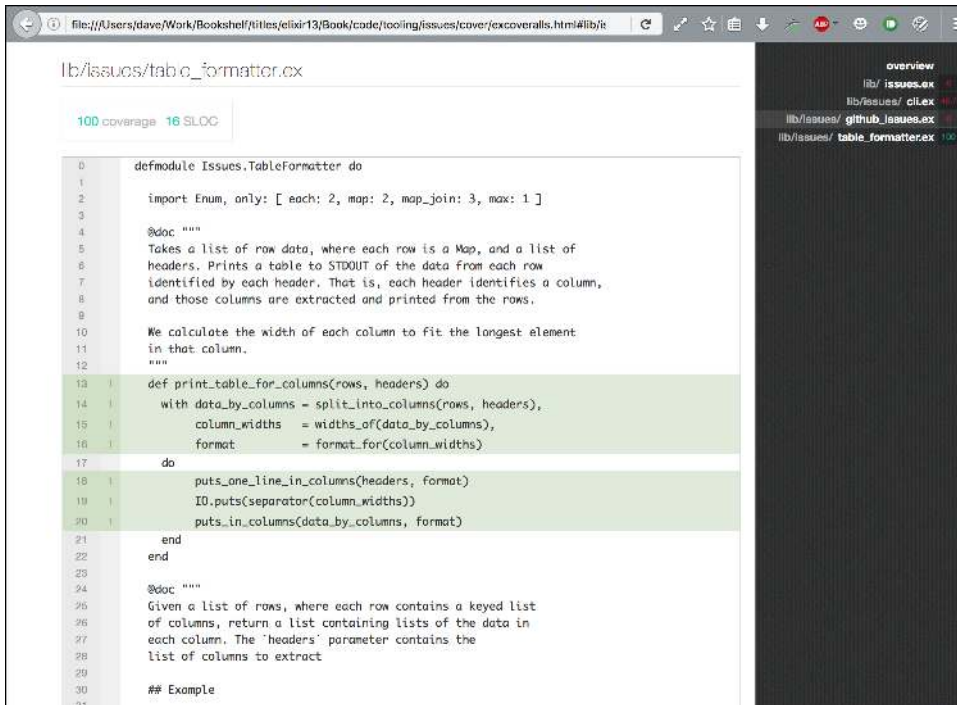 file:///Users/dave/Work/Bookshelf/titles/elixir13/Book/code/tooling/issues/cover/excoveralls.html#lib/is
ABP
lib/issues/table_formatter.ex
100 coverage 16 SLOC
0 defmodule Issues.TableFormatter do
1
2 import Enum, only: [ each: 2, map: 2, map_join: 3, max: 1 ]
3
4 @doc """
5 Takes a list of row data, where each row is a Map, and a list of
6 headers. Prints a table to STDOUT of the data from each row
7 identified by each header. That is, each header identifies a column,
8 and those columns are extracted and printed from the rows.
9
10 We calculate the width of each column to fit the longest element
11 in that column.
12 """
13 1 def print_table_for_columns(rows, headers) do
14 1 with data_by_columns = split_into_columns(rows, headers),
15 1 column_widths = widths_of(data_by_columns),
16 1 format = format_for(column_widths)
17 do
18 1 puts_one_line_in_columns(headers, format)
19 1 IO.puts(separator(column_widths))
20 1 puts_in_columns(data_by_columns, format)
21 end
22 end
23
24 @doc """
25 Given a list of rows, where each row contains a keyed list
26 of columns, return a list containing lists of the data in
27 each column. The `headers` parameter contains the
28 list of columns to extract
29
30 ## Example
overview
lib/ issues.ex
lib/issues/ cli.ex
lib/issues/ github_issues.ex
lib/issues/ table_formatter.ex 100